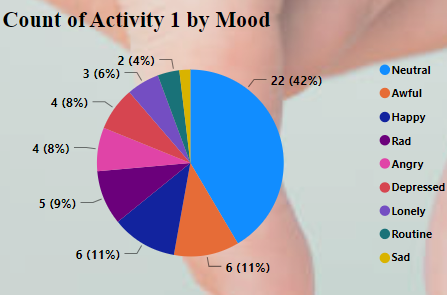 Count of Activity 1 by Mood
2 (4%)
3 (6%)
4 (8%)
4 (8%)
5 (9%)
6 (11%)
6 (11%)
22 (42%)
Neutral
Awful
Happy
Rad
Angry
Depressed
Lonely
Routine
Sad